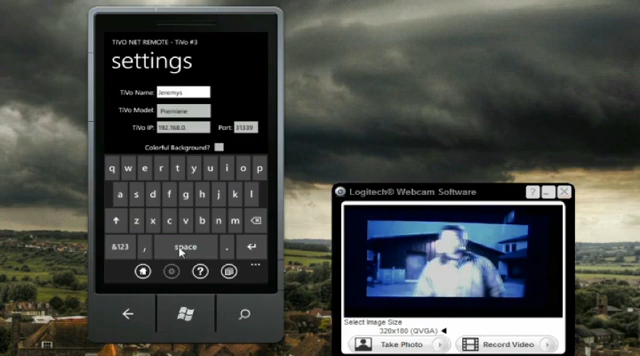 TIVO NET REMOTE - TiVo #3
settings
TiVo Name: Jeremys
TiVo Model: Premiere
TiVo IP: 192.168.0. Port: 31339
Colorful Background?
q w e r t y u i o p
a s d f g h j k l
z x c v b n m
&123 , space .
?
Logitech® Webcam Software
?
Select Image Size
320x180 (QVGA)
Take Photo Record Video